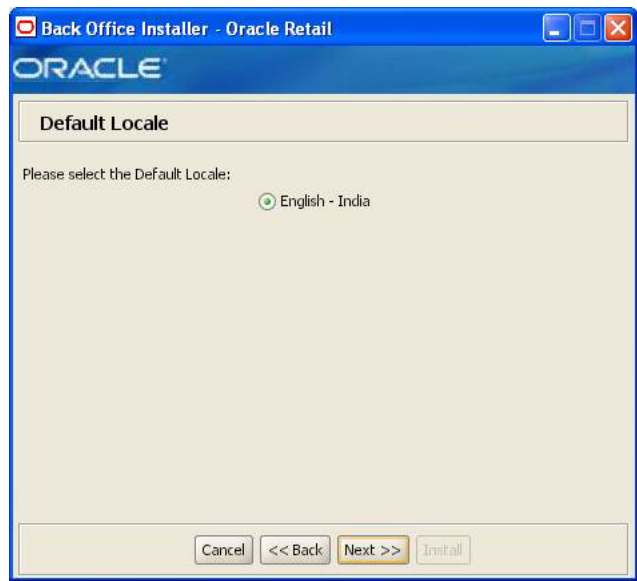 Back Office Installer - Oracle Retail
ORACLE
Default Locale
Please select the Default Locale:
English - India
Cancel << Back Next >> Install